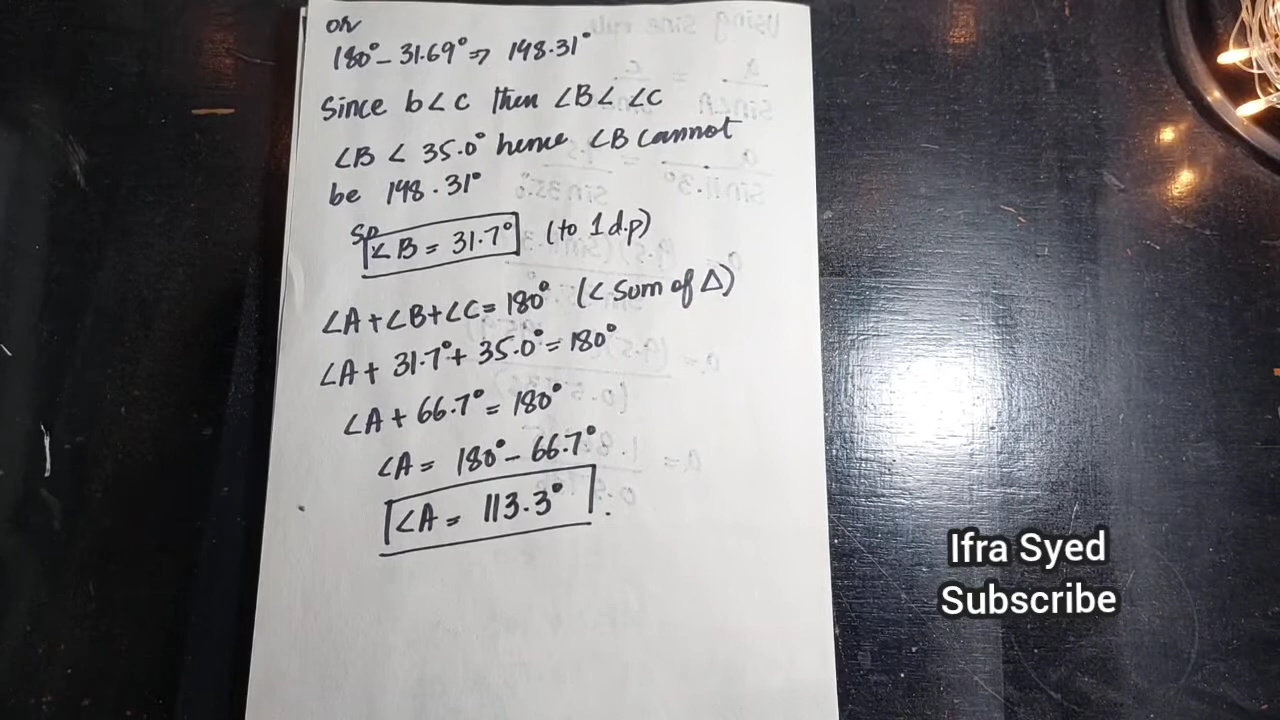 or
180° - 31.69° ⇒ 148.31°
Since b < c then ∠B < ∠C
∠B < 35.0° hence ∠B cannot
be 148.31°
So
∠B = 31.7° (to 1 d.p)
∠A + ∠B + ∠C = 180° (∠ Sum of Δ)
∠A + 31.7° + 35.0° = 180°
∠A + 66.7° = 180°
∠A = 180° - 66.7°
∠A = 113.3°.
Ifra Syed
Subscribe